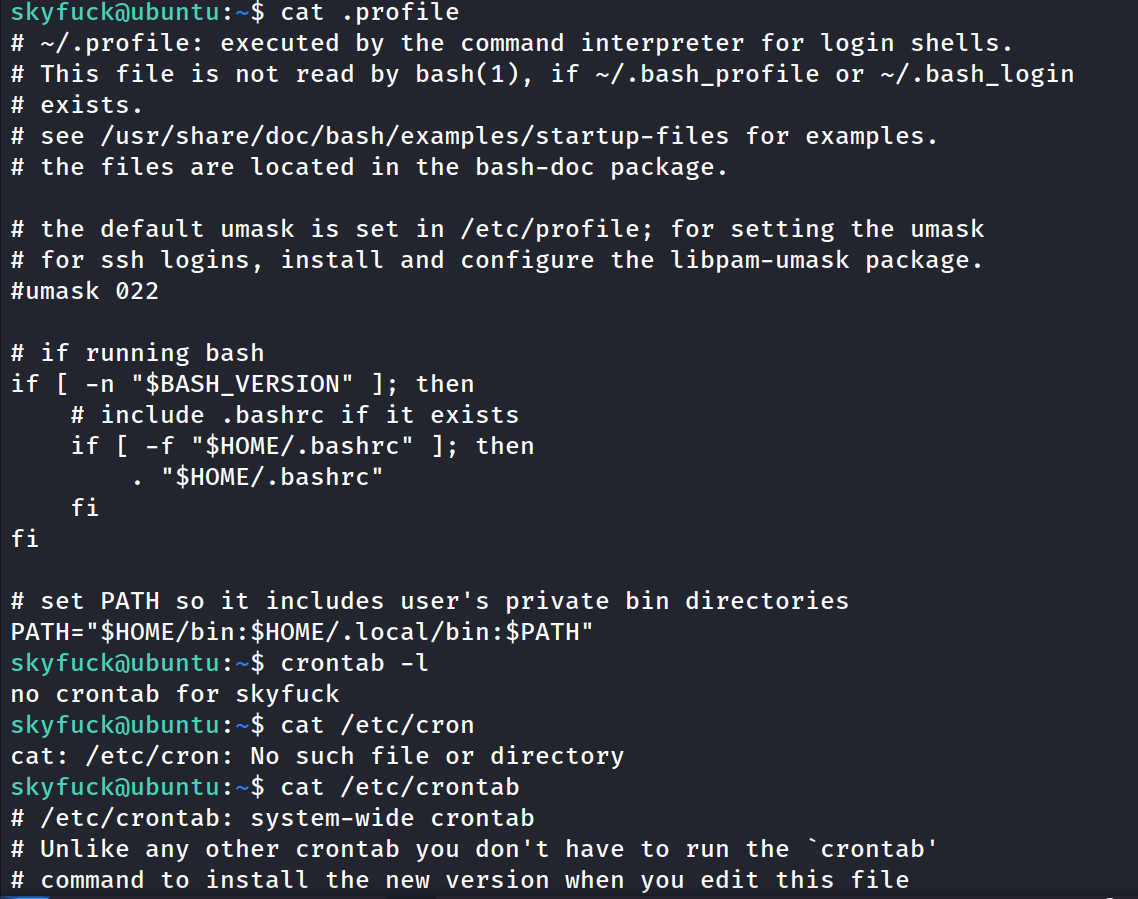 skyfuck@ubuntu:~$ cat .profile
# ~/.profile: executed by the command interpreter for login shells.
# This file is not read by bash(1), if ~/.bash_profile or ~/.bash_login
# exists.
# see /usr/share/doc/bash/examples/startup-files for examples.
# the files are located in the bash-doc package.

# the default umask is set in /etc/profile; for setting the umask
# for ssh logins, install and configure the libpam-umask package.
#umask 022

# if running bash
if [ -n "$BASH_VERSION" ]; then
    # include .bashrc if it exists
    if [ -f "$HOME/.bashrc" ]; then
        . "$HOME/.bashrc"
    fi
fi

# set PATH so it includes user's private bin directories
PATH="$HOME/bin:$HOME/.local/bin:$PATH"
skyfuck@ubuntu:~$ crontab -l
no crontab for skyfuck
skyfuck@ubuntu:~$ cat /etc/cron
cat: /etc/cron: No such file or directory
skyfuck@ubuntu:~$ cat /etc/crontab
# /etc/crontab: system-wide crontab
# Unlike any other crontab you don't have to run the `crontab'
# command to install the new version when you edit this file